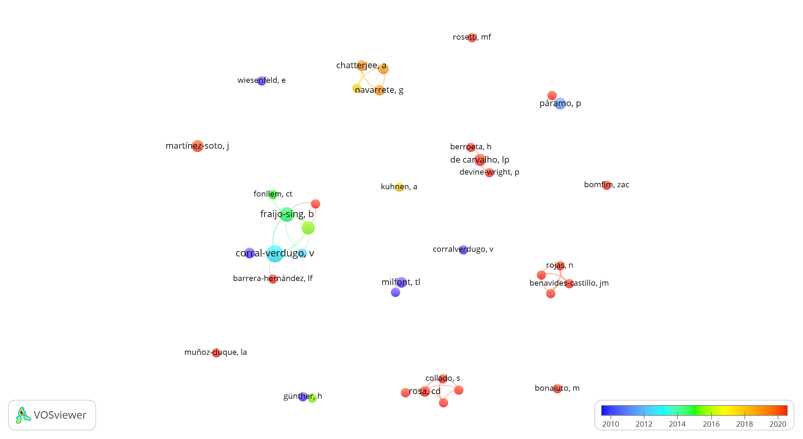 rosetti, mf
chatterjee, a
wiesenfeld, e
navarrete, g
páramo, p
martínez-soto, j
berroeta, h
de carvalho, lp
devine-wright, p
kuhnen, a
bomfim, zac
fonllem, ct
fraijo-sing, b
corral-verdugo, v
corralverdugo, v
rojas, n
barrera-hernández, lf
milfont, tl
benavides-castillo, jm
muñoz-duque, la
collado, s
rosa, cd
bonaiuto, m
günther, h
VOSviewer
2010 2012 2014 2016 2018 2020